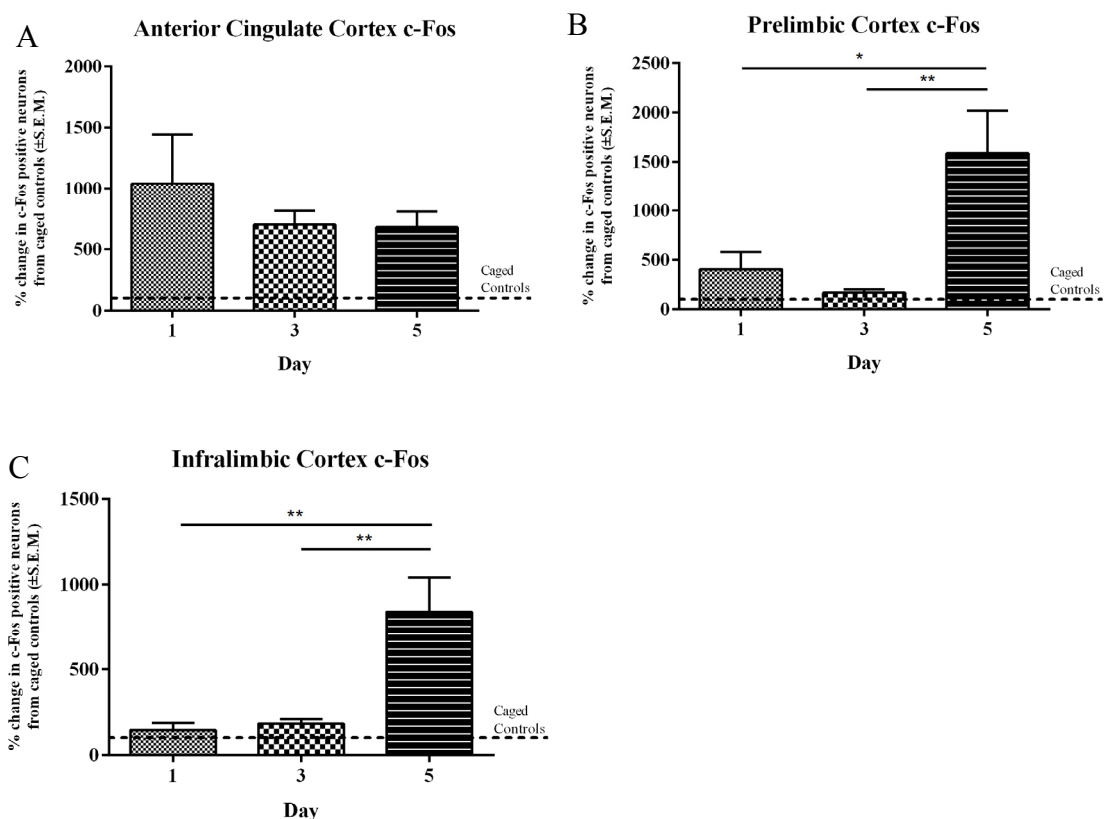 A
Anterior Cingulate Cortex c-Fos
% change in c-Fos positive neurons
from caged controls (±S.E.M.)
2000
1500
1000
500
0
Caged
Controls
1 3 5
Day
B
Prelimbic Cortex c-Fos
% change in c-Fos positive neurons
from caged controls (±S.E.M.)
2500
2000
1500
1000
500
0
*
**
Caged
Controls
1 3 5
Day
C
Infralimbic Cortex c-Fos
% change in c-Fos positive neurons
from caged controls (±S.E.M.)
1500
1000
500
0
**
**
Caged
Controls
1 3 5
Day